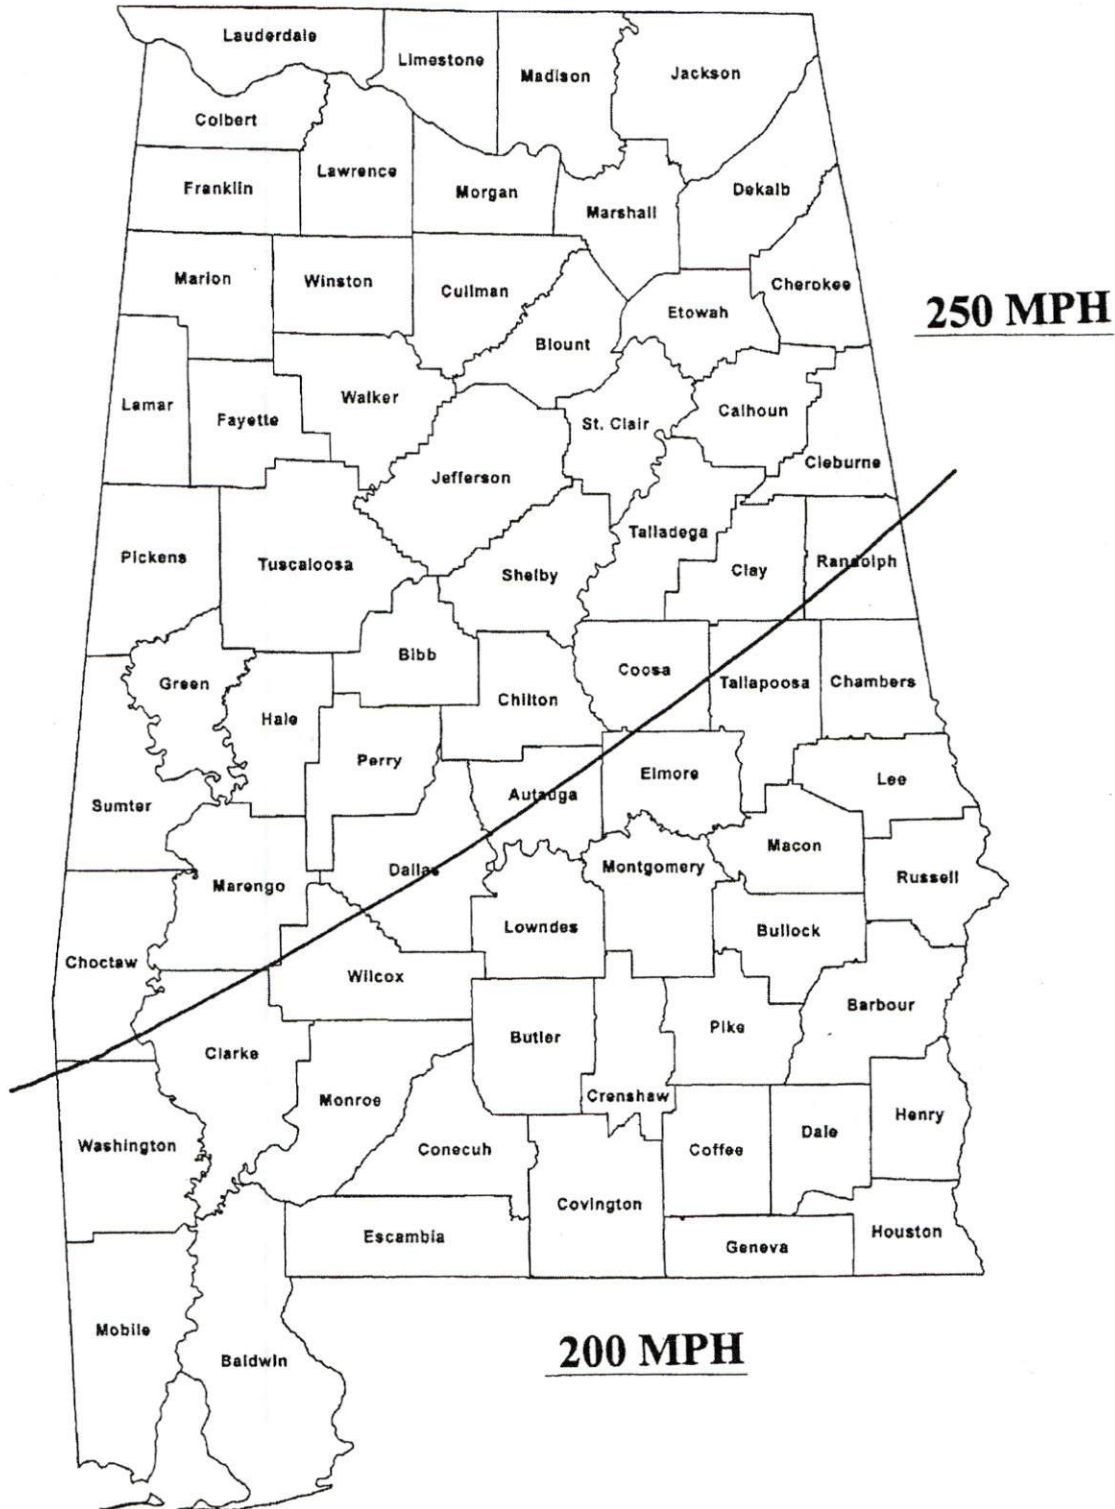 Lauderdale
Limestone
Madison
Jackson
Colbert
Lawrence
Franklin
Morgan
Marshall
Dekalb
Marion
Winston
Cullman
Cherokee
Etowah
250 MPH
Blount
Lamar
Fayette
Walker
St. Clair
Calhoun
Cleburne
Jefferson
Talladega
Pickens
Tuscaloosa
Shelby
Clay
Randolph
Green
Bibb
Coosa
Tallapoosa
Chambers
Hale
Chilton
Perry
Elmore
Lee
Sumter
Autauga
Macon
Marengo
Dallas
Montgomery
Russell
Lowndes
Bullock
Choctaw
Wilcox
Barbour
Clarke
Butler
Pike
Monroe
Crenshaw
Henry
Washington
Conecuh
Coffee
Dale
Covington
Escambia
Geneva
Houston
Mobile
Baldwin
200 MPH